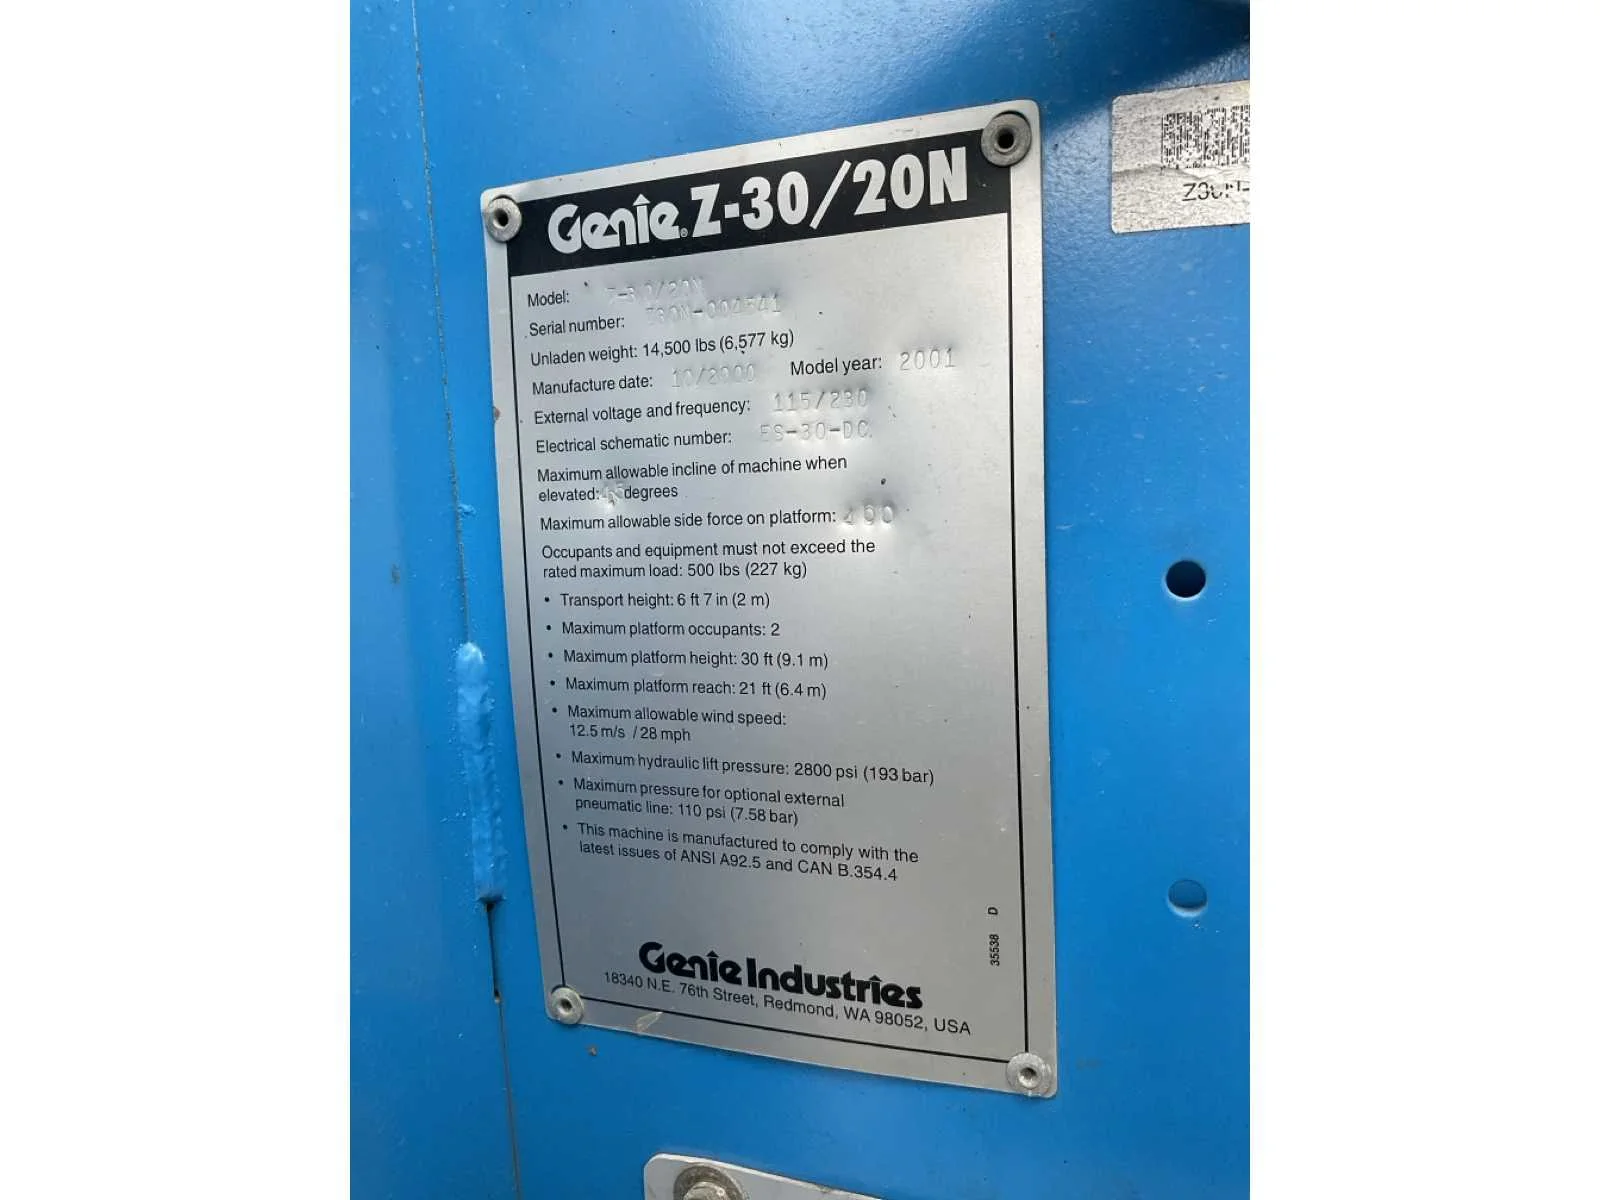 Genie® Z-30/20N
Model: Z-30/20N
Serial number: Z30N-004541
Unladen weight: 14,500 lbs (6,577 kg)
Manufacture date: 10/2000 Model year: 2001
External voltage and frequency: 115/230
Electrical schematic number: ES-30-DC
Maximum allowable incline of machine when
elevated: degrees
Maximum allowable side force on platform:
Occupants and equipment must not exceed the
rated maximum load: 500 lbs (227 kg)
• Transport height: 6 ft 7 in (2 m)
• Maximum platform occupants: 2
• Maximum platform height: 30 ft (9.1 m)
• Maximum platform reach: 21 ft (6.4 m)
• Maximum allowable wind speed:
12.5 m/s / 28 mph
• Maximum hydraulic lift pressure: 2800 psi (193 bar)
• Maximum pressure for optional external
pneumatic line: 110 psi (7.58 bar)
• This machine is manufactured to comply with the
latest issues of ANSI A92.5 and CAN B.354.4
35538 D
Genie Industries
18340 N.E. 76th Street, Redmond, WA 98052, USA